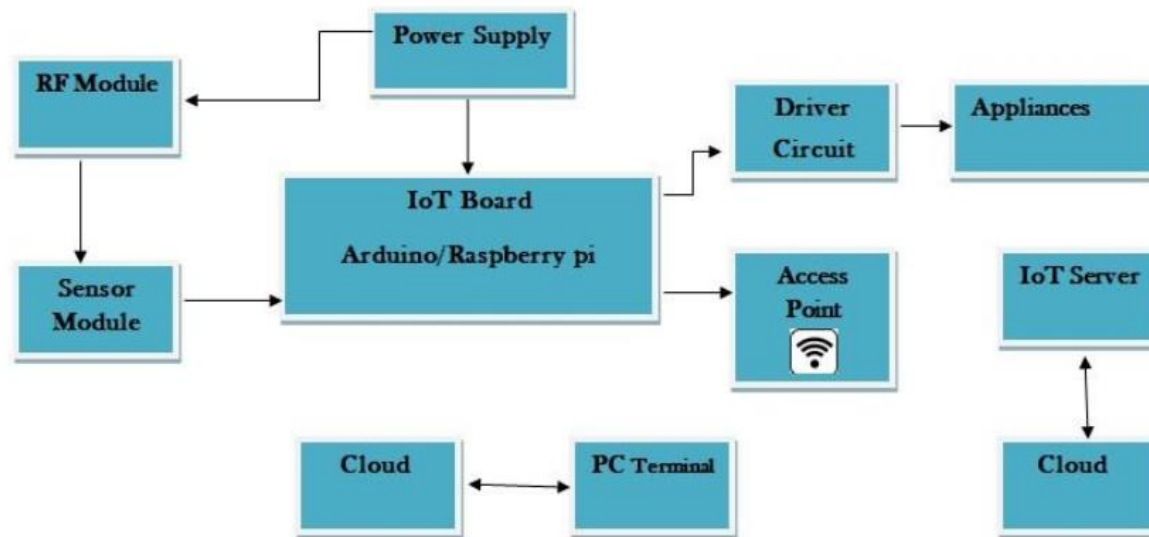 Power Supply
RF Module
Driver
Circuit
Appliances
IoT Board
Arduino/Raspberry pi
Sensor
Module
Access
Point
IoT Server
Cloud
PC Terminal
Cloud